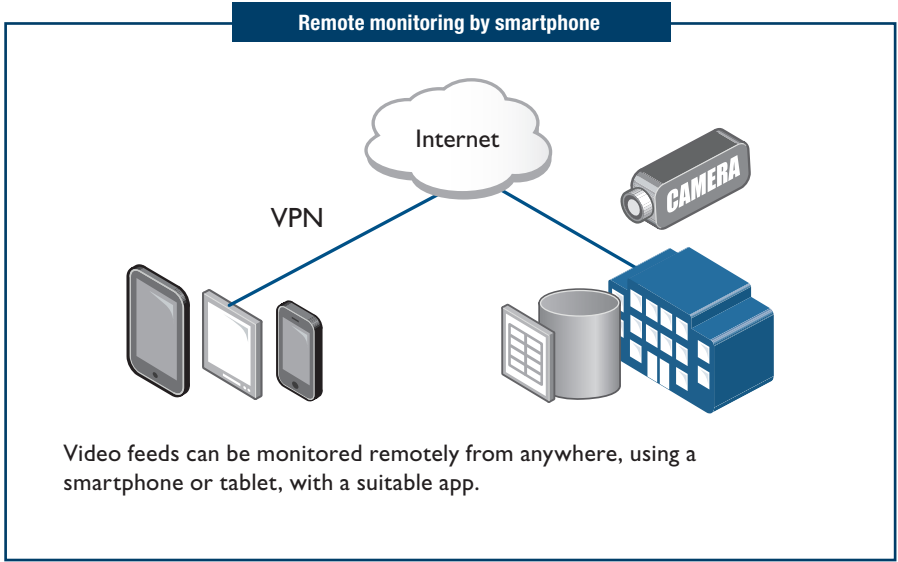 Remote monitoring by smartphone
Internet
CAMERA
VPN
Video feeds can be monitored remotely from anywhere, using a
smartphone or tablet, with a suitable app.